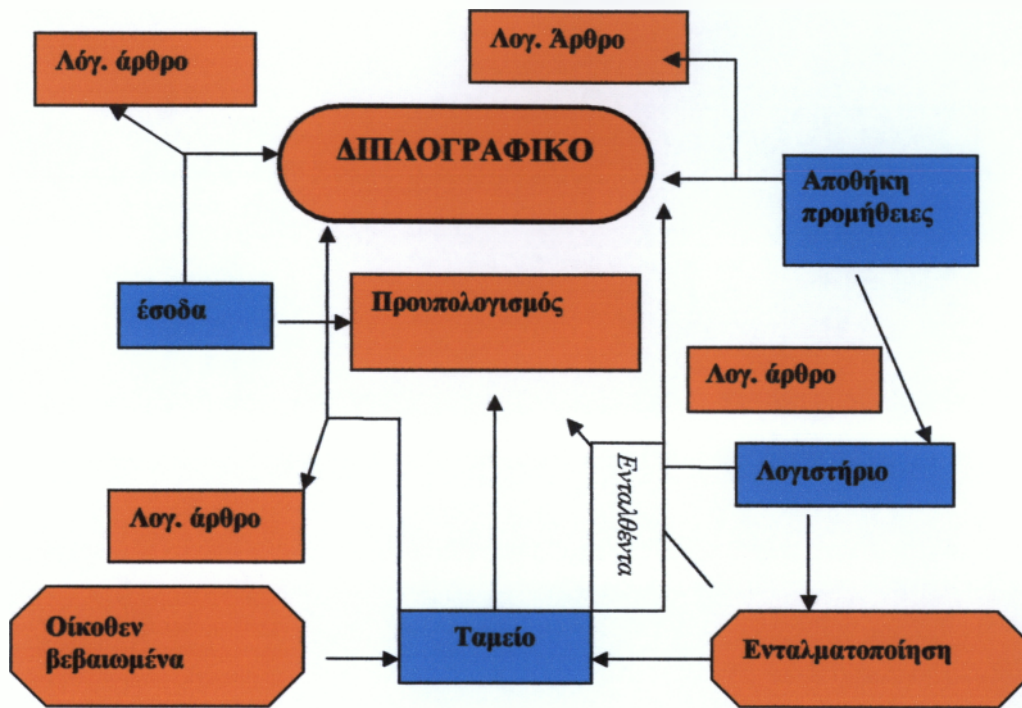 Λόγ. άρθρο
Λογ. Άρθρο
ΔΙΠΛΟΓΡΑΦΙΚΟ
Αποθήκη
προμήθειες
έσοδα
Προυπολογισμός
Λογ. άρθρο
Ενταλθέντα
Λογιστήριο
Λογ. άρθρο
Οίκοθεν
βεβαιωμένα
Ταμείο
Ενταλματοποίηση